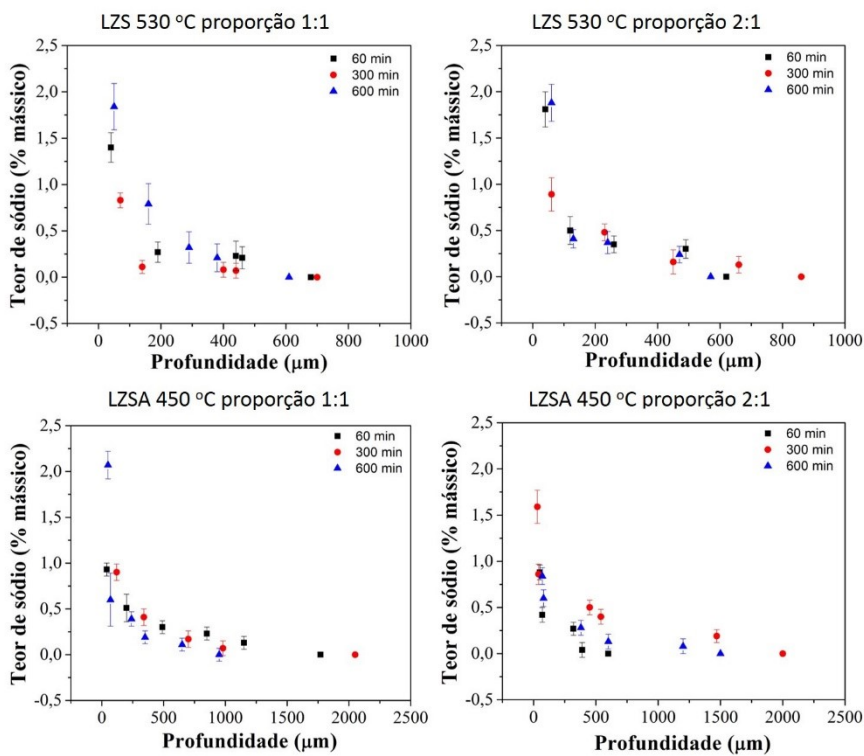 LZS 530 °C proporção 1:1
2,5
2,0
1,5
1,0
0,5
0,0
-0,5
Teor de sódio (% mássico)
60 min
300 min
600 min
0 200 400 600 800 1000
Profundidade (µm)
LZS 530 °C proporção 2:1
2,5
2,0
1,5
1,0
0,5
0,0
-0,5
Teor de sódio (% mássico)
60 min
300 min
600 min
0 200 400 600 800 1000
Profundidade (µm)
LZSA 450 °C proporção 1:1
2,5
2,0
1,5
1,0
0,5
0,0
-0,5
Teor de sódio (% mássico)
60 min
300 min
600 min
0 500 1000 1500 2000 2500
Profundidade (µm)
LZSA 450 °C proporção 2:1
2,5
2,0
1,5
1,0
0,5
0,0
-0,5
Teor de sódio (% mássico)
60 min
300 min
600 min
0 500 1000 1500 2000 2500
Profundidade (µm)